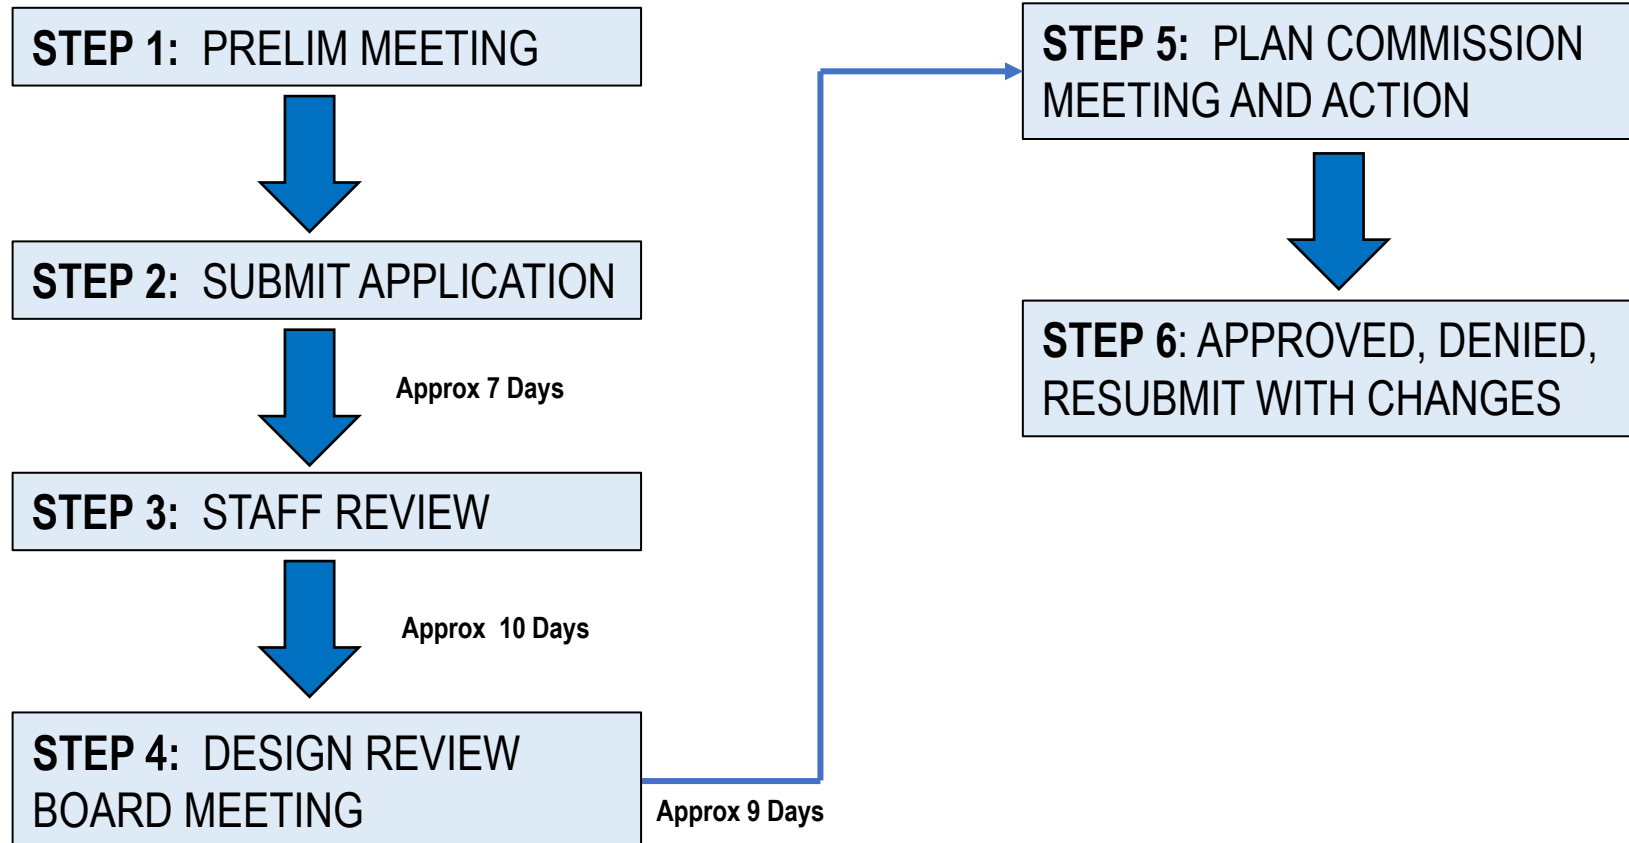 STEP 1: PRELIM MEETING
STEP 2: SUBMIT APPLICATION
Approx 7 Days
STEP 3: STAFF REVIEW
Approx 10 Days
STEP 4: DESIGN REVIEW
BOARD MEETING
Approx 9 Days
STEP 5: PLAN COMMISSION
MEETING AND ACTION
STEP 6: APPROVED, DENIED,
RESUBMIT WITH CHANGES